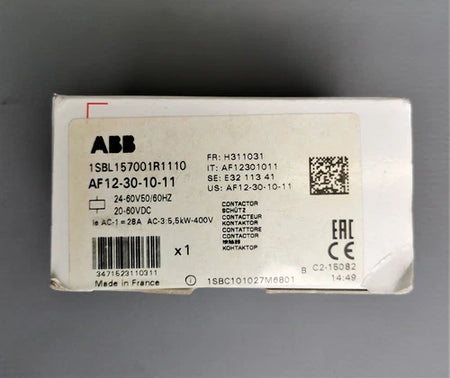 ABB
1SBL157001R1110
AF12-30-10-11
24-60V50/60HZ
20-60VDC
Ie AC-1=28A AC-3:5,5kW-400V
FR: H311031
IT: AF12301011
SE: E32 113 41
US: AF12-30-10-11
CONTACTOR
SCHÜTZ
CONTACTEUR
KONTAKTOR
CONTATTORE
CONTACTOR
КОНТАКТОР
EAC
CE
x1
3471523110311
Made in France
1SBC101027M6801
B C2-15082
14:49